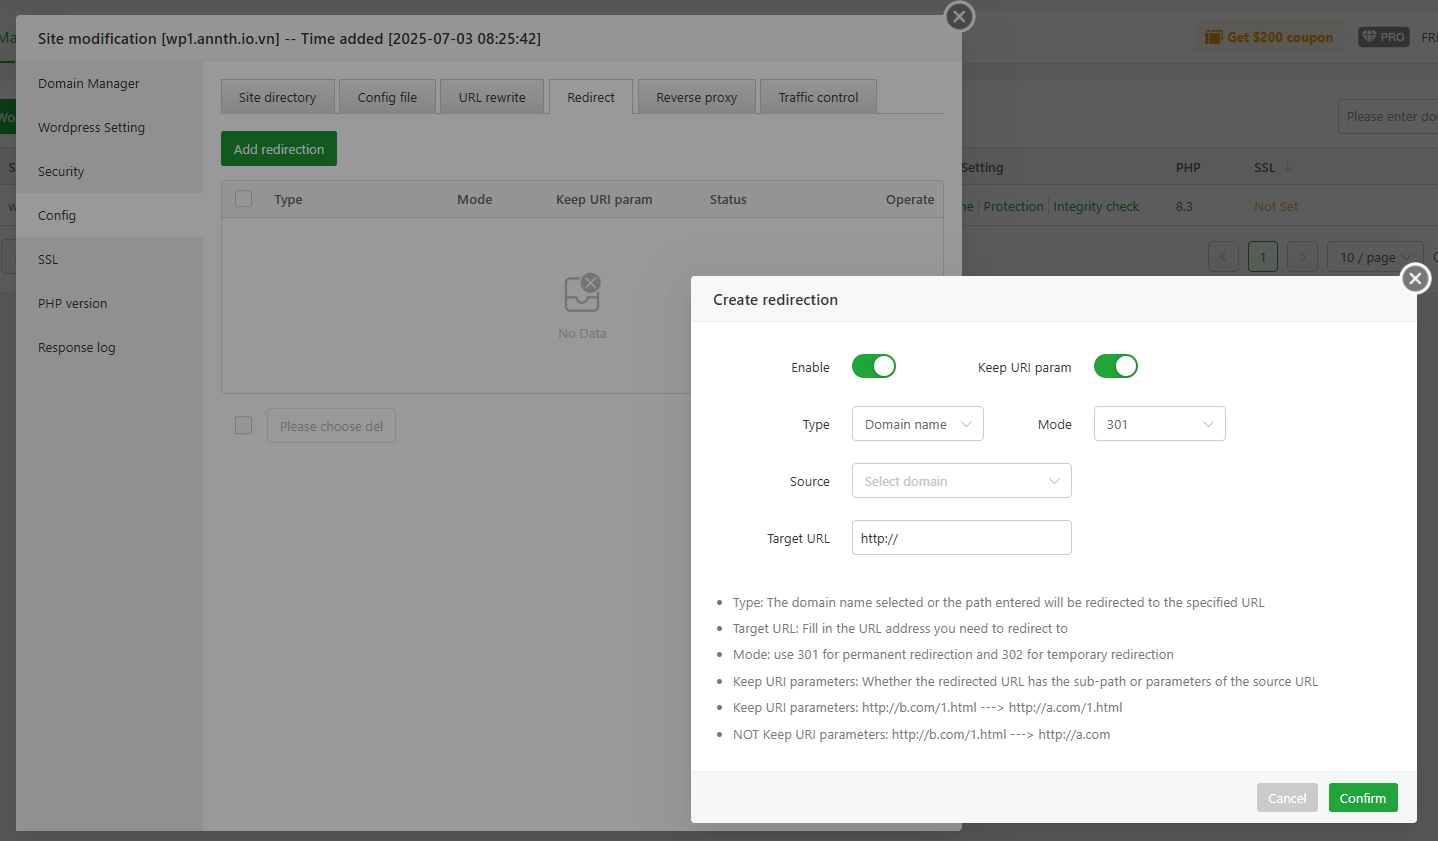 Site modification [wp1.annth.io.vn] -- Time added [2025-07-03 08:25:42]
Get $200 coupon
PRO
Domain Manager
Wordpress Setting
Security
Config
SSL
PHP version
Response log
Site directory
Config file
URL rewrite
Redirect
Reverse proxy
Traffic control
Add redirection
Type Mode Keep URI param Status Operate
No Data
Please choose del
Setting PHP SSL
Protection Integrity check 8.3 Not Set
1 10 / page
Please enter
Create redirection
Enable
Keep URI param
Type Domain name
Mode 301
Source Select domain
Target URL http://
Type: The domain name selected or the path entered will be redirected to the specified URL
Target URL: Fill in the URL address you need to redirect to
Mode: use 301 for permanent redirection and 302 for temporary redirection
Keep URI parameters: Whether the redirected URL has the sub-path or parameters of the source URL
Keep URI parameters: http://b.com/1.html ---> http://a.com/1.html
NOT Keep URI parameters: http://b.com/1.html ---> http://a.com
Cancel
Confirm